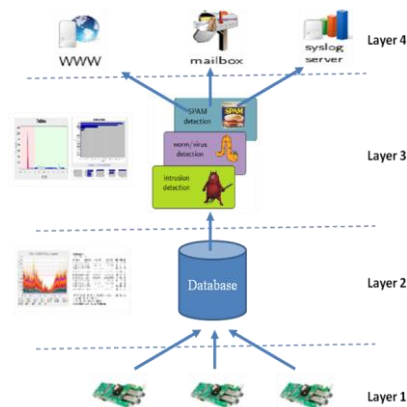 WWW
mailbox
syslog
server
Layer 4
SPAM
detection
SPAM
worm/virus
detection
intrusion
detection
Layer 3
Database
Layer 2
Layer 1